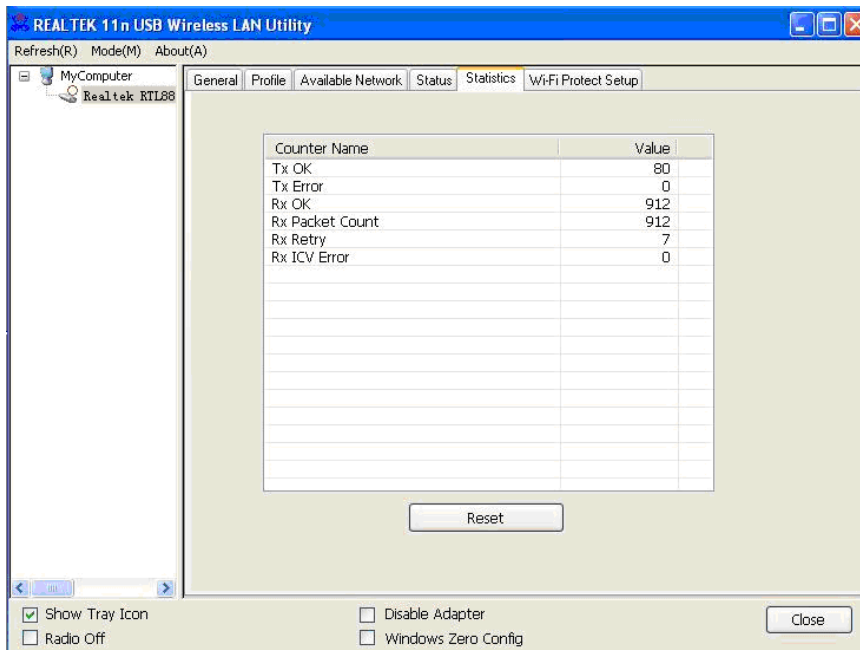 REALTEK 11n USB Wireless LAN Utility
Refresh(R) Mode(M) About(A)
MyComputer
Realtek RTL88
General Profile Available Network Status Statistics Wi-Fi Protect Setup
Counter Name Value
Tx OK 80
Tx Error 0
Rx OK 912
Rx Packet Count 912
Rx Retry 7
Rx ICV Error 0
Reset
Show Tray Icon Disable Adapter Close
Radio Off Windows Zero Config